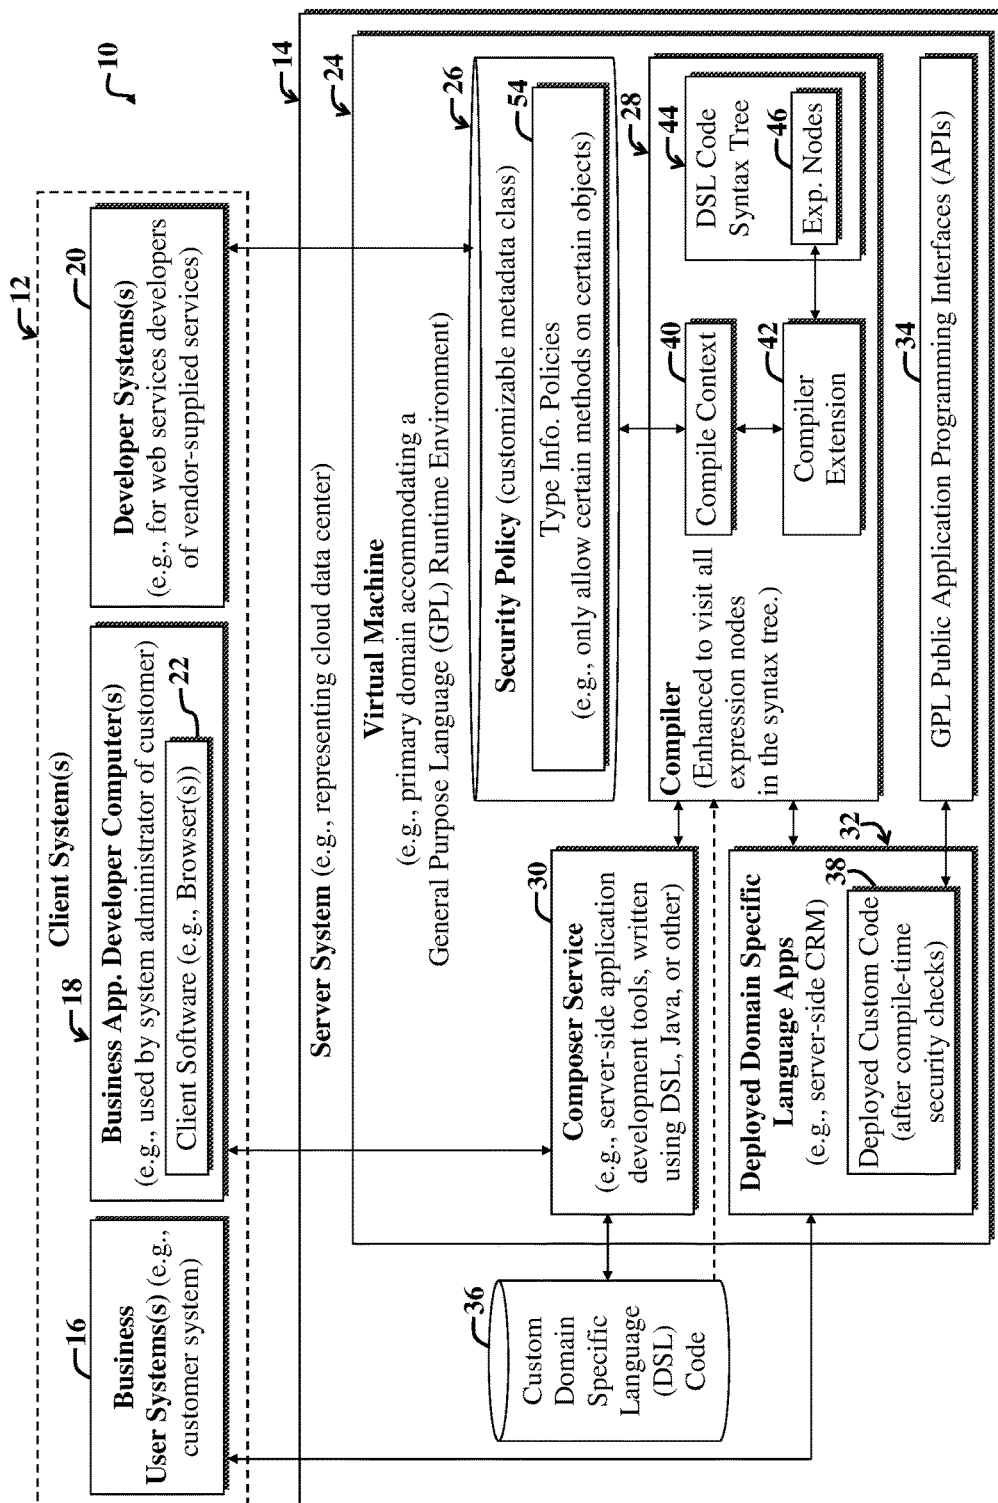 10
12
Client System(s)
16
Business
User Systems(s) (e.g.,
customer system)
18
Business App. Developer Computer(s)
(e.g., used by system administrator of customer)
22
Client Software (e.g., Browser(s))
20
Developer Systems(s)
(e.g., for web services developers
of vendor-supplied services)
14
Server System (e.g., representing cloud data center)
24
Virtual Machine
(e.g., primary domain accommodating a
General Purpose Language (GPL) Runtime Environment)
26
Security Policy (customizable metadata class)
54
Type Info. Policies
(e.g., only allow certain methods on certain objects)
36
Custom
Domain
Specific
Language
(DSL)
Code
30
Composer Service
(e.g., server-side application
development tools, written
using DSL, Java, or other)
28
Compiler
(Enhanced to visit all
expression nodes
in the syntax tree.)
40
Compile Context
42
Compiler
Extension
44
DSL Code
Syntax Tree
46
Exp. Nodes
32
Deployed Domain Specific
Language Apps
(e.g., server-side CRM)
38
Deployed Custom Code
(after compile-time
security checks)
34
GPL Public Application Programming Interfaces (APIs)